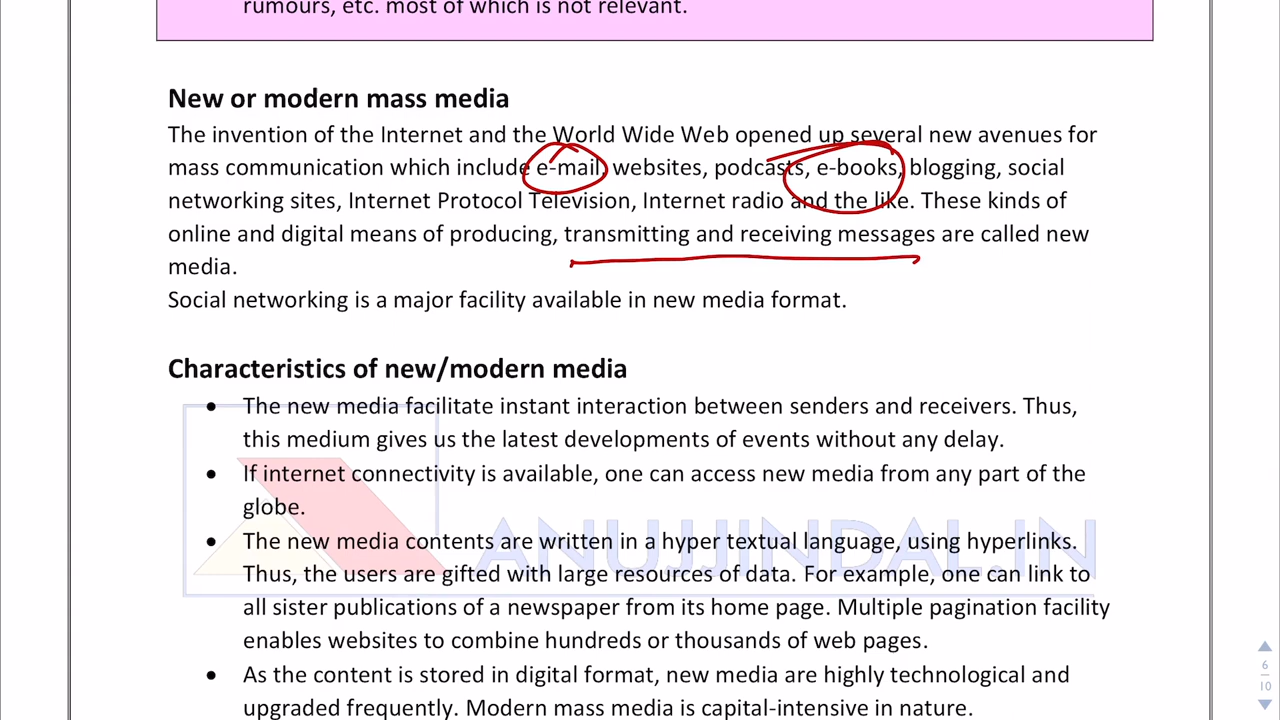 rumours, etc. most of which is not relevant.
New or modern mass media
The invention of the Internet and the World Wide Web opened up several new avenues for
mass communication which include e-mail, websites, podcasts, e-books, blogging, social
networking sites, Internet Protocol Television, Internet radio and the like. These kinds of
online and digital means of producing, transmitting and receiving messages are called new
media.
Social networking is a major facility available in new media format.
Characteristics of new/modern media
• The new media facilitate instant interaction between senders and receivers. Thus,
this medium gives us the latest developments of events without any delay.
• If internet connectivity is available, one can access new media from any part of the
globe.
• The new media contents are written in a hyper textual language, using hyperlinks.
ANUJJINDAL.IN
Thus, the users are gifted with large resources of data. For example, one can link to
all sister publications of a newspaper from its home page. Multiple pagination facility
enables websites to combine hundreds or thousands of web pages.
• As the content is stored in digital format, new media are highly technological and
upgraded frequently. Modern mass media is capital-intensive in nature.
6
10